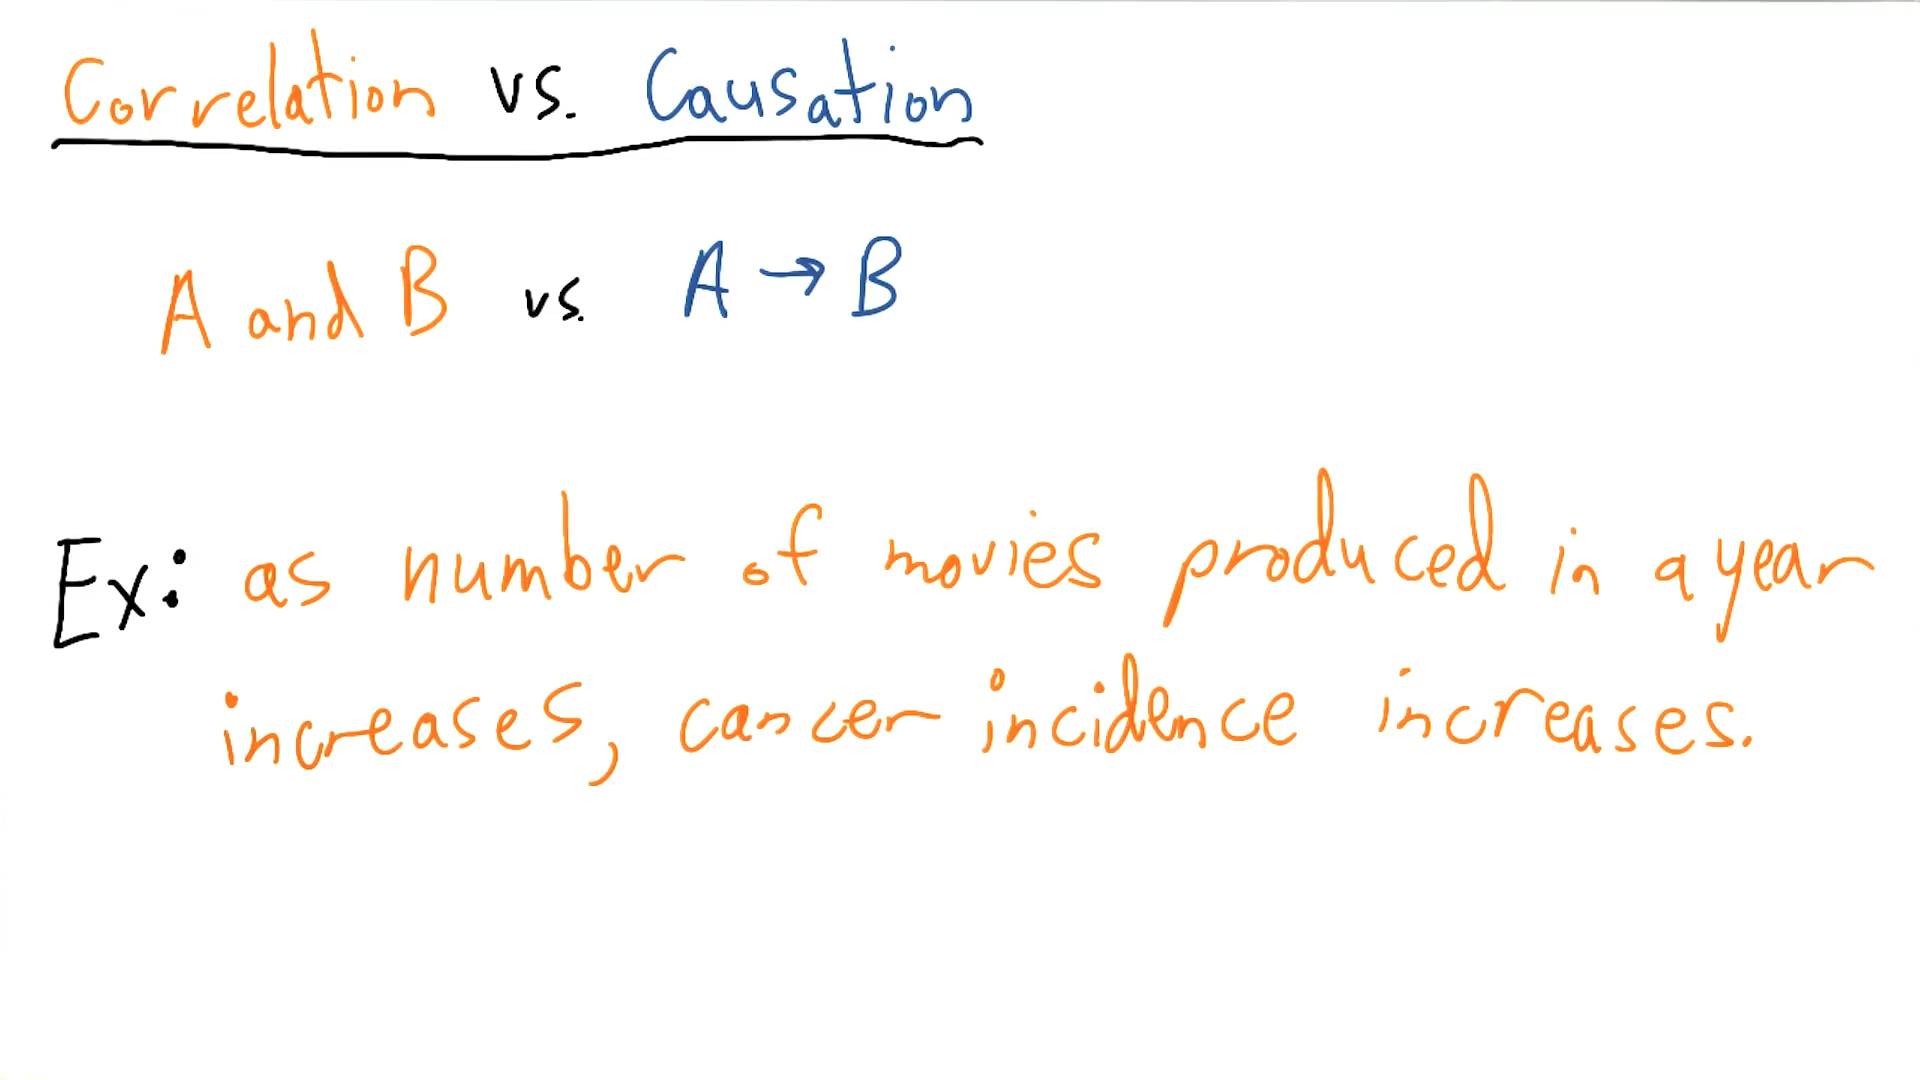 Correlation vs. Causation
A and B vs. A → B
Ex: as number of movies produced in a year
increases, cancer incidence increases.